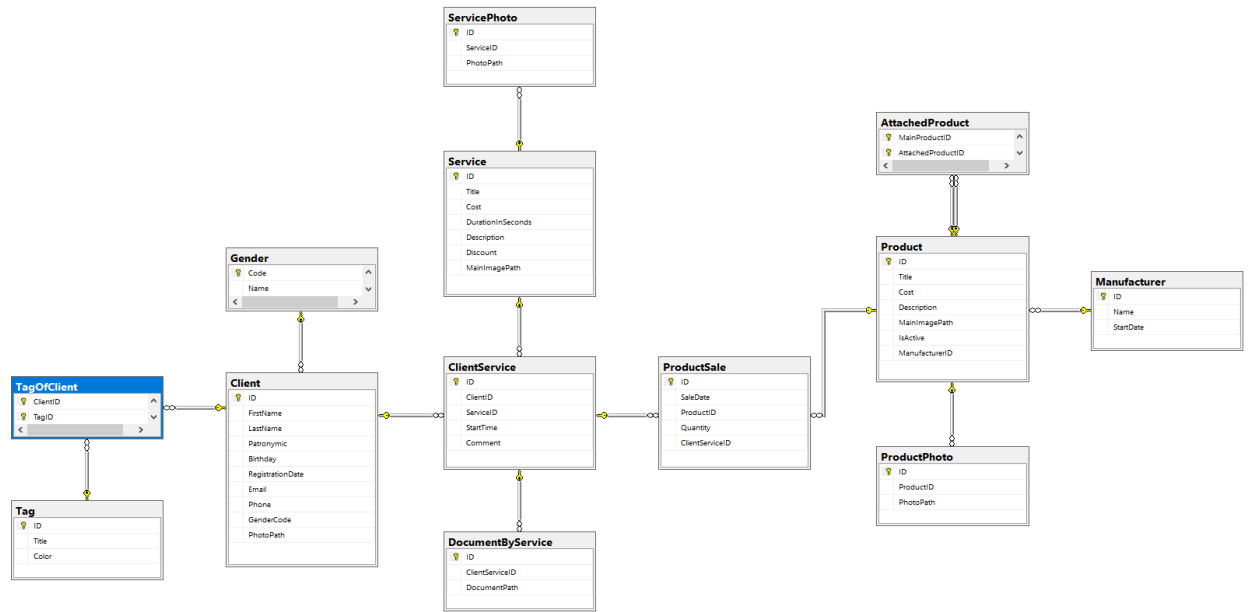 ServicePhoto
ID
ServiceID
PhotoPath
AttachedProduct
MainProductID
AttachedProductID
Service
ID
Title
Cost
DurationInSeconds
Description
Discount
MainImagePath
Product
ID
Title
Cost
Description
MainImagePath
IsActive
ManufacturerID
Gender
Code
Name
Manufacturer
ID
Name
StartDate
ClientService
ID
ClientID
ServiceID
StartTime
Comment
ProductSale
ID
SaleDate
ProductID
Quantity
ClientServiceID
TagOfClient
ClientID
TagID
Client
ID
FirstName
LastName
Patronymic
Birthday
RegistrationDate
Email
Phone
GenderCode
PhotoPath
ProductPhoto
ID
ProductID
PhotoPath
Tag
ID
Title
Color
DocumentByService
ID
ClientServiceID
DocumentPath